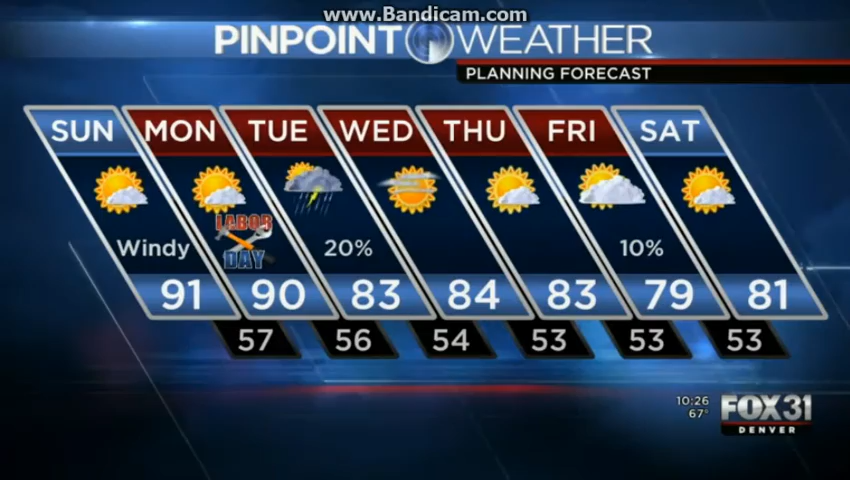 www.Bandicam.com
PINPOINT WEATHER
PLANNING FORECAST
SUN MON TUE WED THU FRI SAT
LABOR
DAY
Windy 20% 10%
91 90 83 84 83 79 81
57 56 54 53 53 53
10:26
67°
FOX31
DENVER